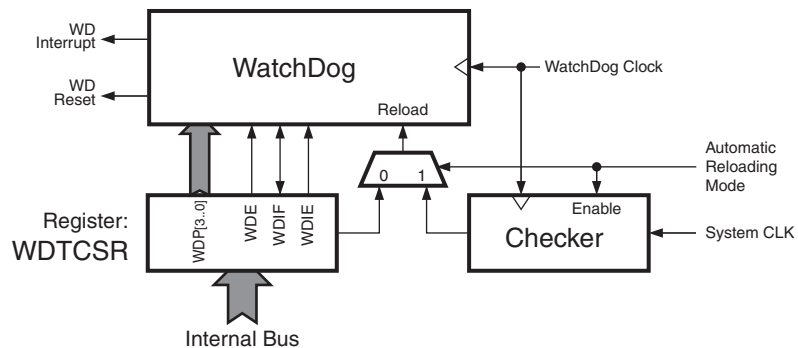 WD
Interrupt
WatchDog
WatchDog Clock
WD
Reset
Reload
Automatic
Reloading
Mode
0 1
Register:
WDTCSR
WDP[3..0]
WDE
WDIF
WDIE
Enable
Checker
System CLK
Internal Bus